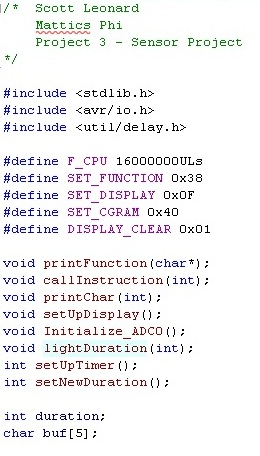 /*  Scott Leonard
    Mattics Phi
    Project 3 - Sensor Project
*/

#include <stdlib.h>
#include <avr/io.h>
#include <util/delay.h>

#define F_CPU 16000000ULs
#define SET_FUNCTION 0x38
#define SET_DISPLAY 0x0F
#define SET_CGRAM 0x40
#define DISPLAY_CLEAR 0x01

void printFunction(char*);
void callInstruction(int);
void printChar(int);
void setUpDisplay();
void Initialize_ADC0();
void lightDuration(int);
int setUpTimer();
int setNewDuration();

int duration;
char buf[5];